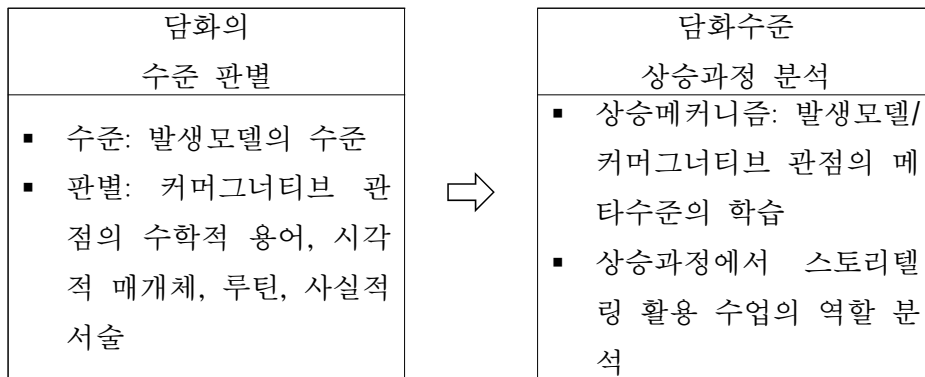 담화의
수준 판별
▪ 수준: 발생모델의 수준
▪ 판별: 커머그너티브 관
점의 수학적 용어, 시각
적 매개체, 루틴, 사실적
서술
담화수준
상승과정 분석
▪ 상승메커니즘: 발생모델/
커머그너티브 관점의 메
타수준의 학습
▪ 상승과정에서 스토리텔
링 활용 수업의 역할 분
석